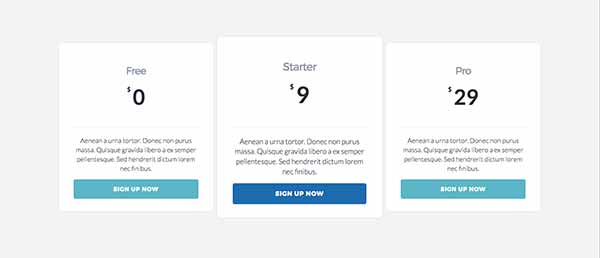 Free
$0
Aenean a urna tortor. Donec non purus
massa. Quisque gravida libero a ex semper
pellentesque. Sed hendrerit dictum lorem
nec finibus.
SIGN UP NOW
Starter
$9
Aenean a urna tortor. Donec non purus
massa. Quisque gravida libero a ex semper
pellentesque. Sed hendrerit dictum lorem
nec finibus.
SIGN UP NOW
Pro
$29
Aenean a urna tortor. Donec non purus
massa. Quisque gravida libero a ex semper
pellentesque. Sed hendrerit dictum lorem
nec finibus.
SIGN UP NOW